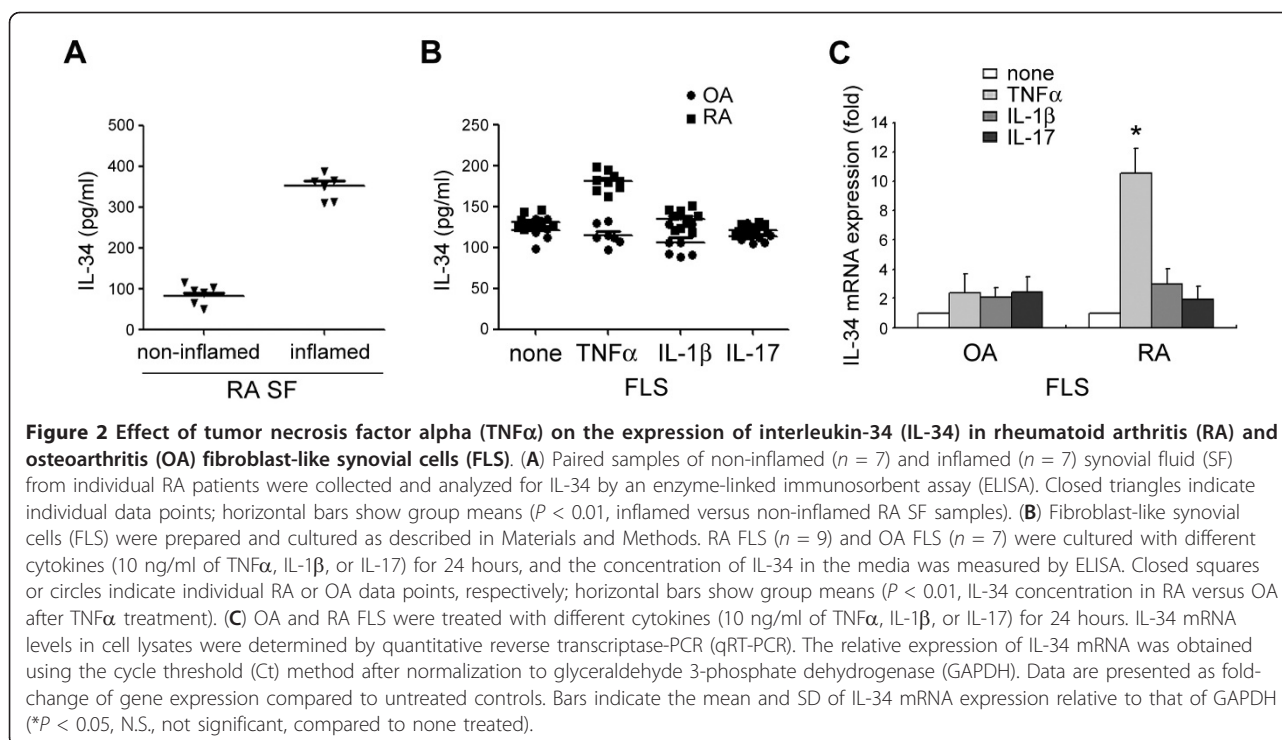 A
IL-34 (pg/ml)
500
400
300
200
100
0
non-inflamed inflamed
RA SF
B
● OA
■ RA
IL-34 (pg/ml)
250
200
150
100
50
0
none TNFα IL-1β IL-17
FLS
C
none
TNFα
IL-1β
IL-17
IL-34 mRNA expression (fold)
14
12
10
8
6
4
2
0
*
OA RA
FLS
Figure 2 Effect of tumor necrosis factor alpha (TNFα) on the expression of interleukin-34 (IL-34) in rheumatoid arthritis (RA) and
osteoarthritis (OA) fibroblast-like synovial cells (FLS). (A) Paired samples of non-inflamed (n = 7) and inflamed (n = 7) synovial fluid (SF)
from individual RA patients were collected and analyzed for IL-34 by an enzyme-linked immunosorbent assay (ELISA). Closed triangles indicate
individual data points; horizontal bars show group means (P < 0.01, inflamed versus non-inflamed RA SF samples). (B) Fibroblast-like synovial
cells (FLS) were prepared and cultured as described in Materials and Methods. RA FLS (n = 9) and OA FLS (n = 7) were cultured with different
cytokines (10 ng/ml of TNFα, IL-1β, or IL-17) for 24 hours, and the concentration of IL-34 in the media was measured by ELISA. Closed squares
or circles indicate individual RA or OA data points, respectively; horizontal bars show group means (P < 0.01, IL-34 concentration in RA versus OA
after TNFα treatment). (C) OA and RA FLS were treated with different cytokines (10 ng/ml of TNFα, IL-1β, or IL-17) for 24 hours. IL-34 mRNA
levels in cell lysates were determined by quantitative reverse transcriptase-PCR (qRT-PCR). The relative expression of IL-34 mRNA was obtained
using the cycle threshold (Ct) method after normalization to glyceraldehyde 3-phosphate dehydrogenase (GAPDH). Data are presented as fold-
change of gene expression compared to untreated controls. Bars indicate the mean and SD of IL-34 mRNA expression relative to that of GAPDH
(*P < 0.05, N.S., not significant, compared to none treated).